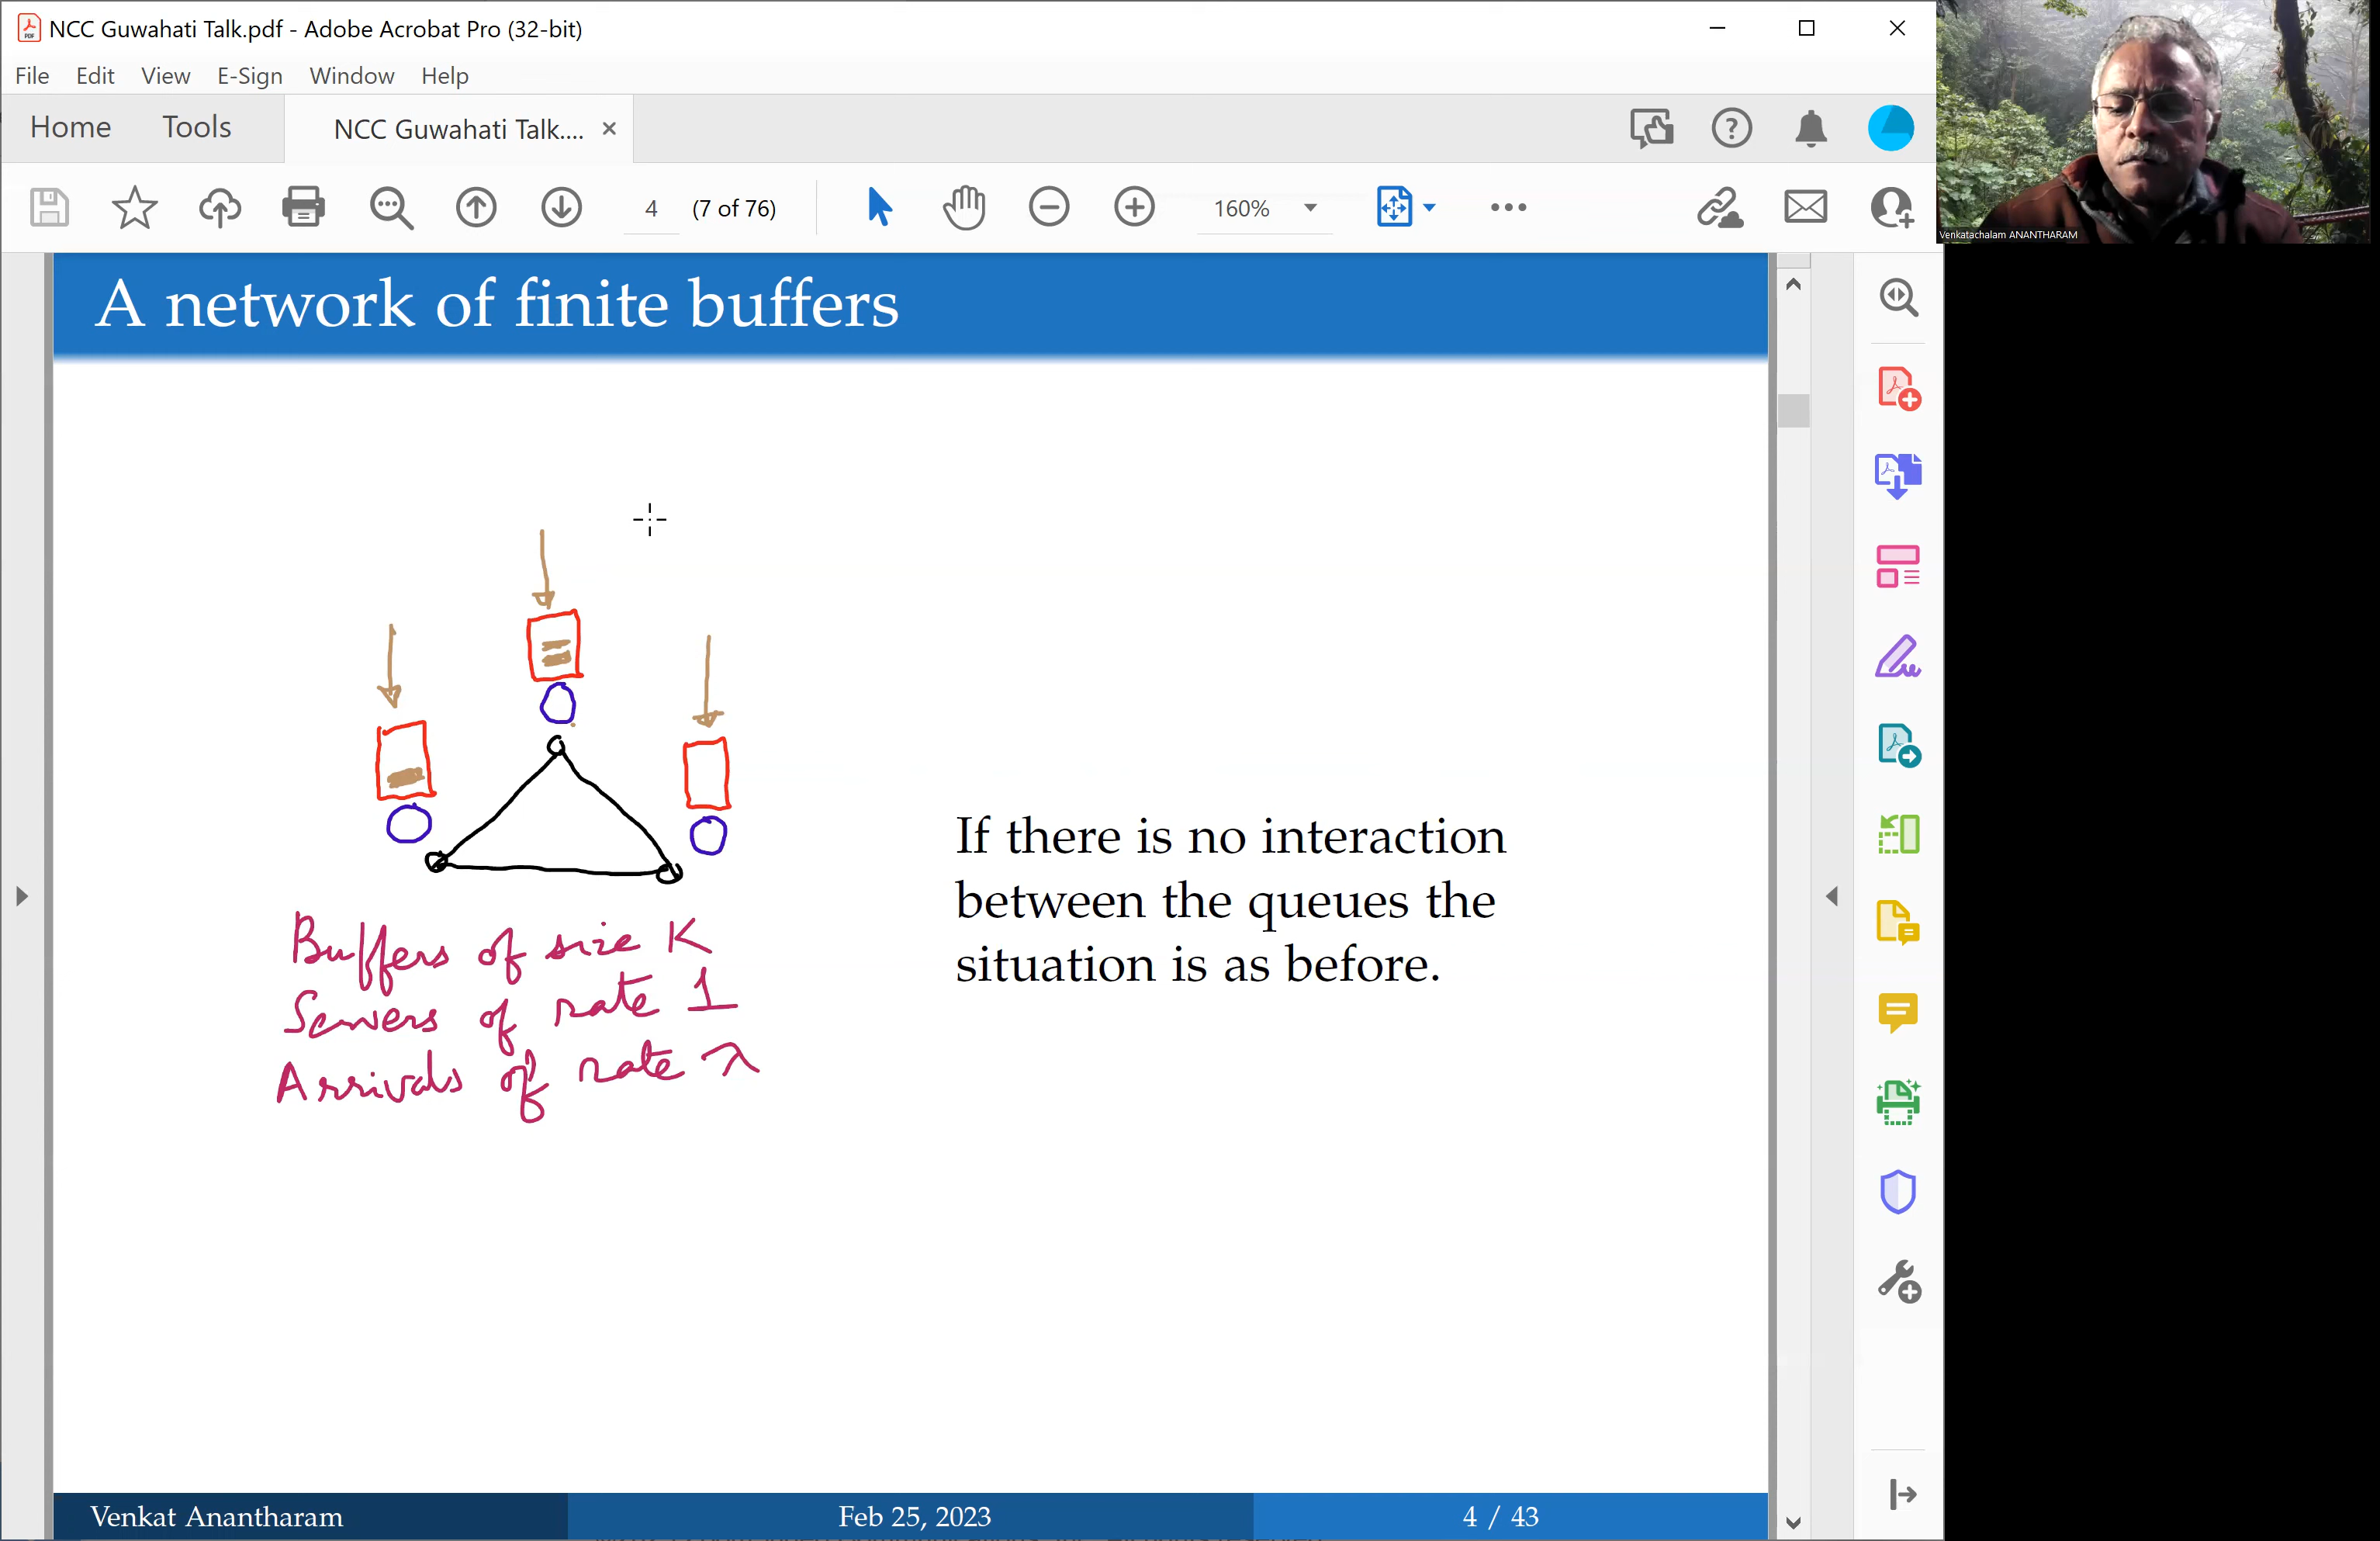 NCC Guwahati Talk.pdf - Adobe Acrobat Pro (32-bit)
File Edit View E-Sign Window Help
Home Tools NCC Guwahati Talk.... ×
4 (7 of 76) 160%
Venkatachalam ANANTHARAM
A network of finite buffers
If there is no interaction
between the queues the
situation is as before.
Buffers of size K
Servers of rate 1
Arrivals of rate λ
Venkat Anantharam Feb 25, 2023 4 / 43